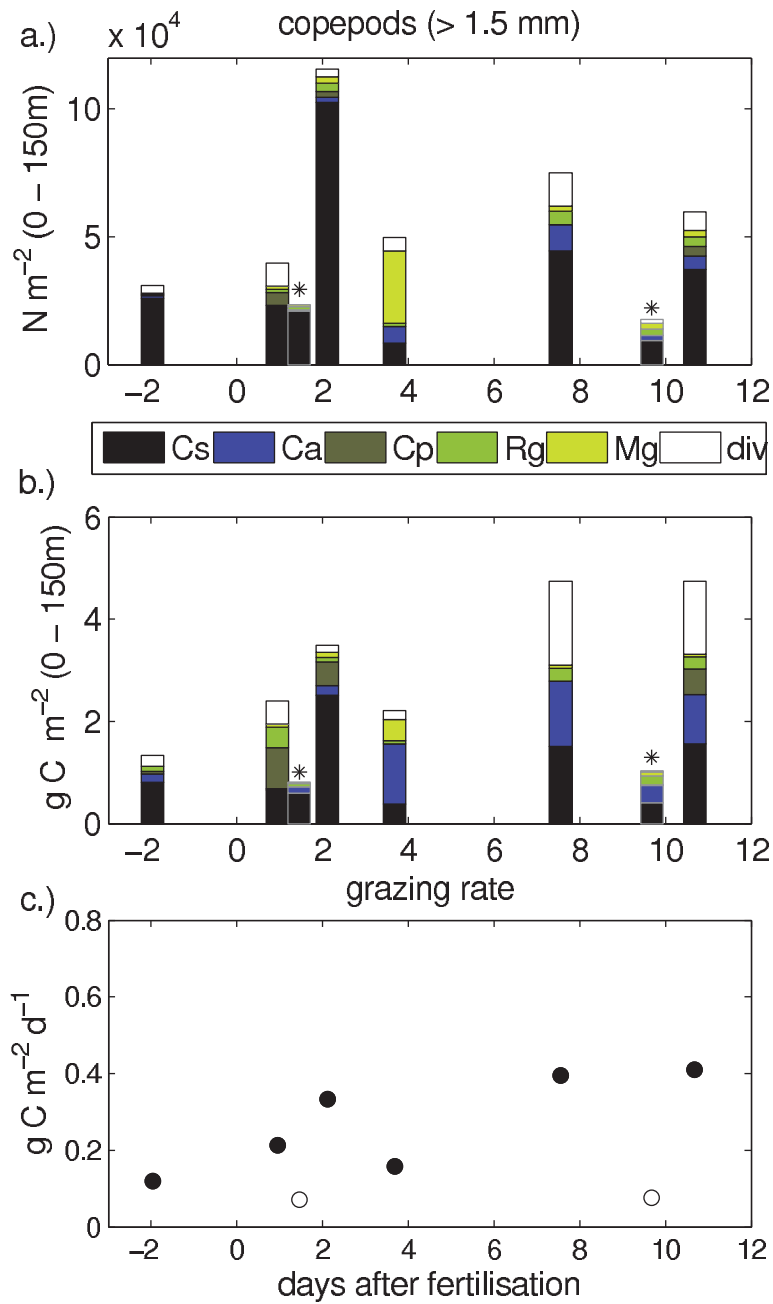 a.)
x 10⁴
copepods (> 1.5 mm)
N m⁻² (0 − 150m)
10
5
0
−2 0 2 4 6 8 10 12
*
*
Cs Ca Cp Rg Mg div
b.)
g C m⁻² (0 − 150m)
6
4
2
0
−2 0 2 4 6 8 10 12
*
*
grazing rate
c.)
g C m⁻² d⁻¹
0.8
0.6
0.4
0.2
0
−2 0 2 4 6 8 10 12
days after fertilisation